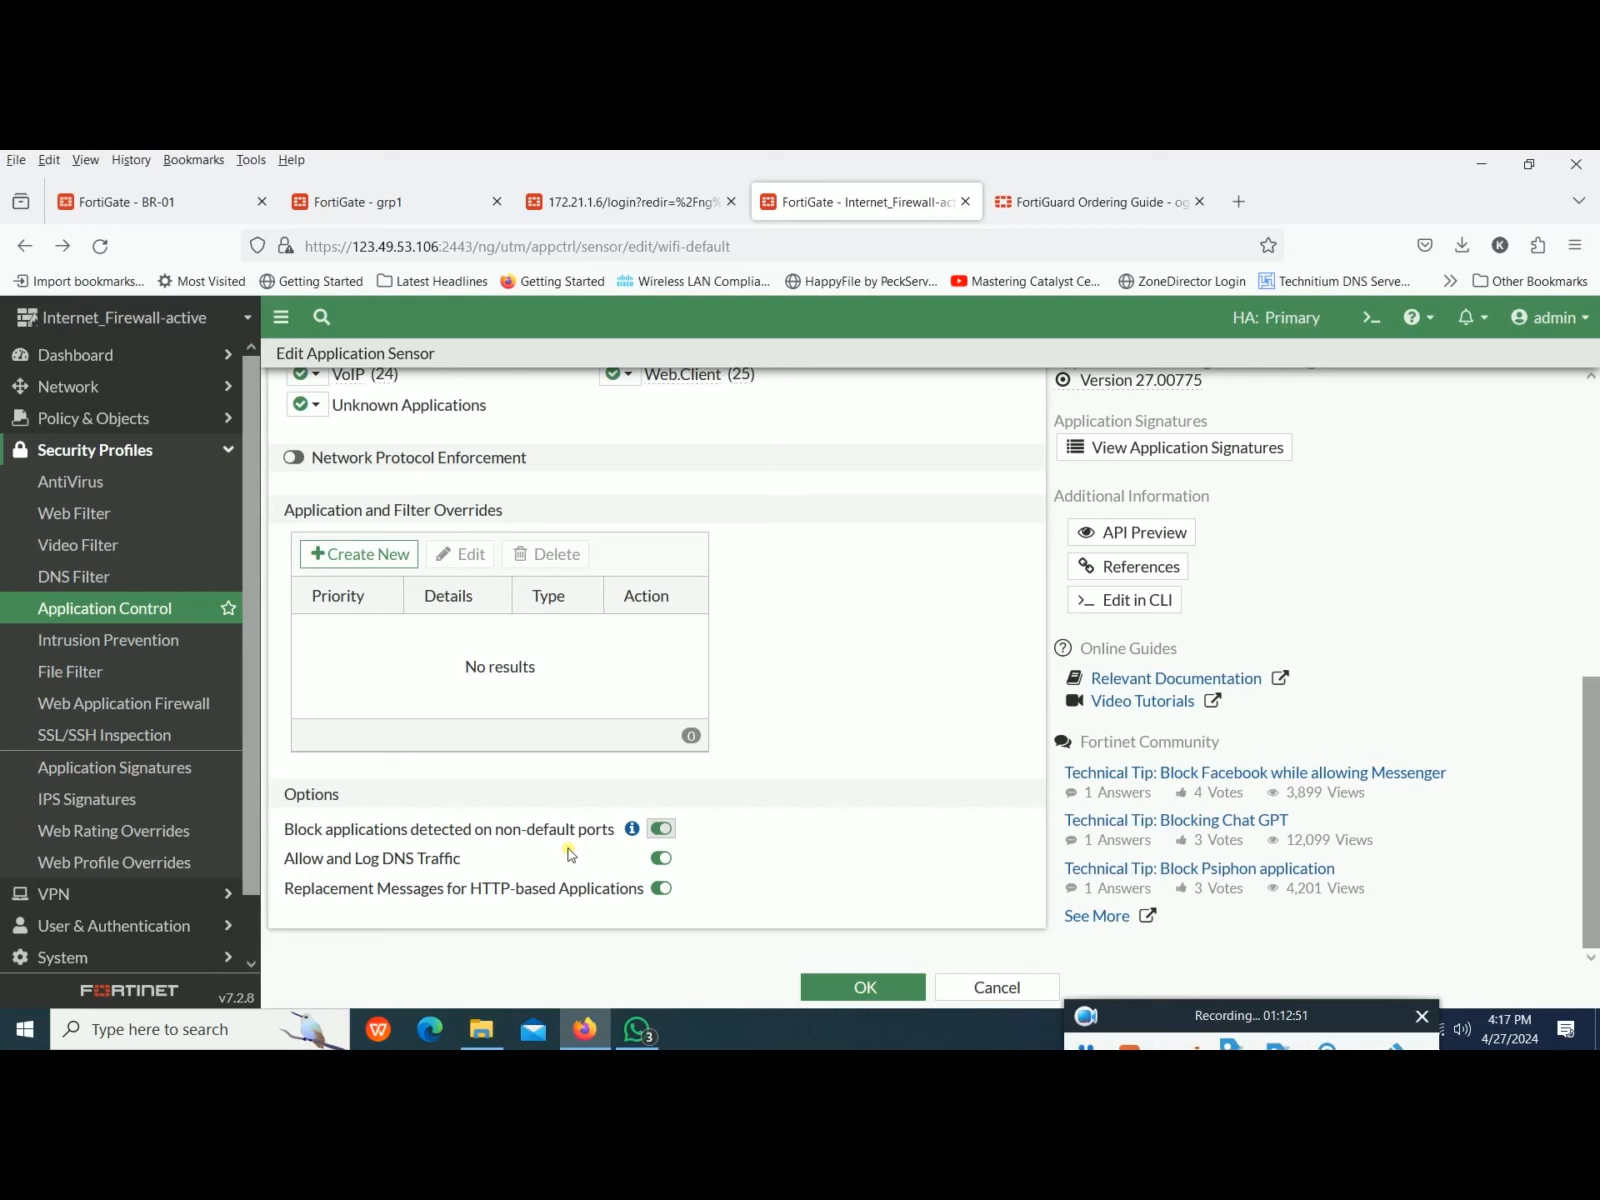 File Edit View History Bookmarks Tools Help
FortiGate - BR-01
FortiGate - grp1
172.21.1.6/login?redir=%2Fng%
FortiGate - Internet_Firewall-act
FortiGuard Ordering Guide - og
https://123.49.53.106:2443/ng/utm/appctrl/sensor/edit/wifi-default
K
Import bookmarks... Most Visited Getting Started Latest Headlines Getting Started Wireless LAN Complia... HappyFile by PeckServ... Mastering Catalyst Ce... ZoneDirector Login Technitium DNS Serve... Other Bookmarks
Internet_Firewall-active
HA: Primary
admin
Dashboard
Network
Policy & Objects
Security Profiles
AntiVirus
Web Filter
Video Filter
DNS Filter
Application Control
Intrusion Prevention
File Filter
Web Application Firewall
SSL/SSH Inspection
Application Signatures
IPS Signatures
Web Rating Overrides
Web Profile Overrides
VPN
User & Authentication
System
FORTINET v7.2.8
Edit Application Sensor
VoIP (24) Web.Client (25)
Unknown Applications
Network Protocol Enforcement
Application and Filter Overrides
Create New Edit Delete
Priority Details Type Action
No results
0
Options
Block applications detected on non-default ports
Allow and Log DNS Traffic
Replacement Messages for HTTP-based Applications
OK Cancel
Version 27.00775
Application Signatures
View Application Signatures
Additional Information
API Preview
References
Edit in CLI
Online Guides
Relevant Documentation
Video Tutorials
Fortinet Community
Technical Tip: Block Facebook while allowing Messenger
1 Answers 4 Votes 3,899 Views
Technical Tip: Blocking Chat GPT
1 Answers 3 Votes 12,099 Views
Technical Tip: Block Psiphon application
1 Answers 3 Votes 4,201 Views
See More
Recording... 01:12:51
Type here to search
W
3
4:17 PM
4/27/2024